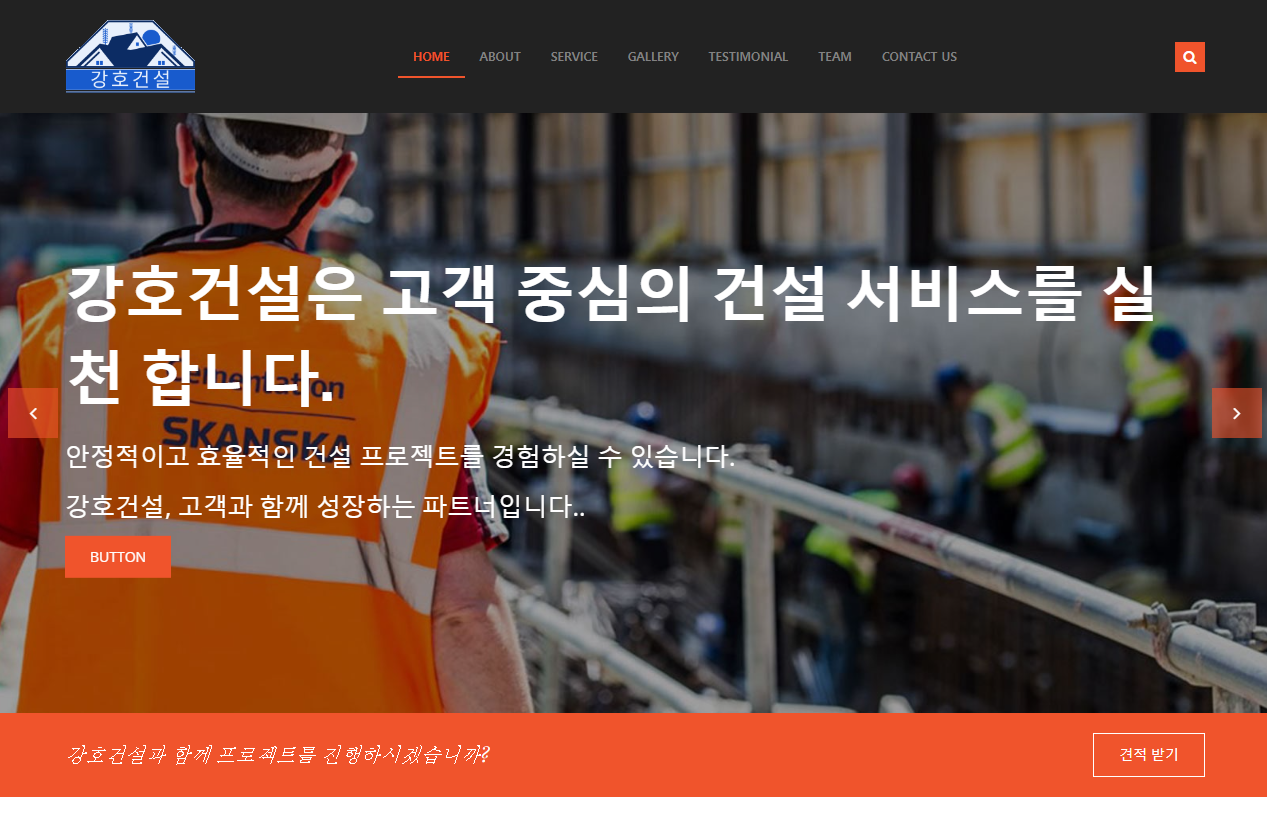 강호건설
HOME ABOUT SERVICE GALLERY TESTIMONIAL TEAM CONTACT US
강호건설은 고객 중심의 건설 서비스를 실
천 합니다.
SKANSKA
안정적이고 효율적인 건설 프로젝트를 경험하실 수 있습니다.
강호건설, 고객과 함께 성장하는 파트너입니다..
BUTTON
강호건설과 함께 프로젝트를 진행하시겠습니까?
견적 받기